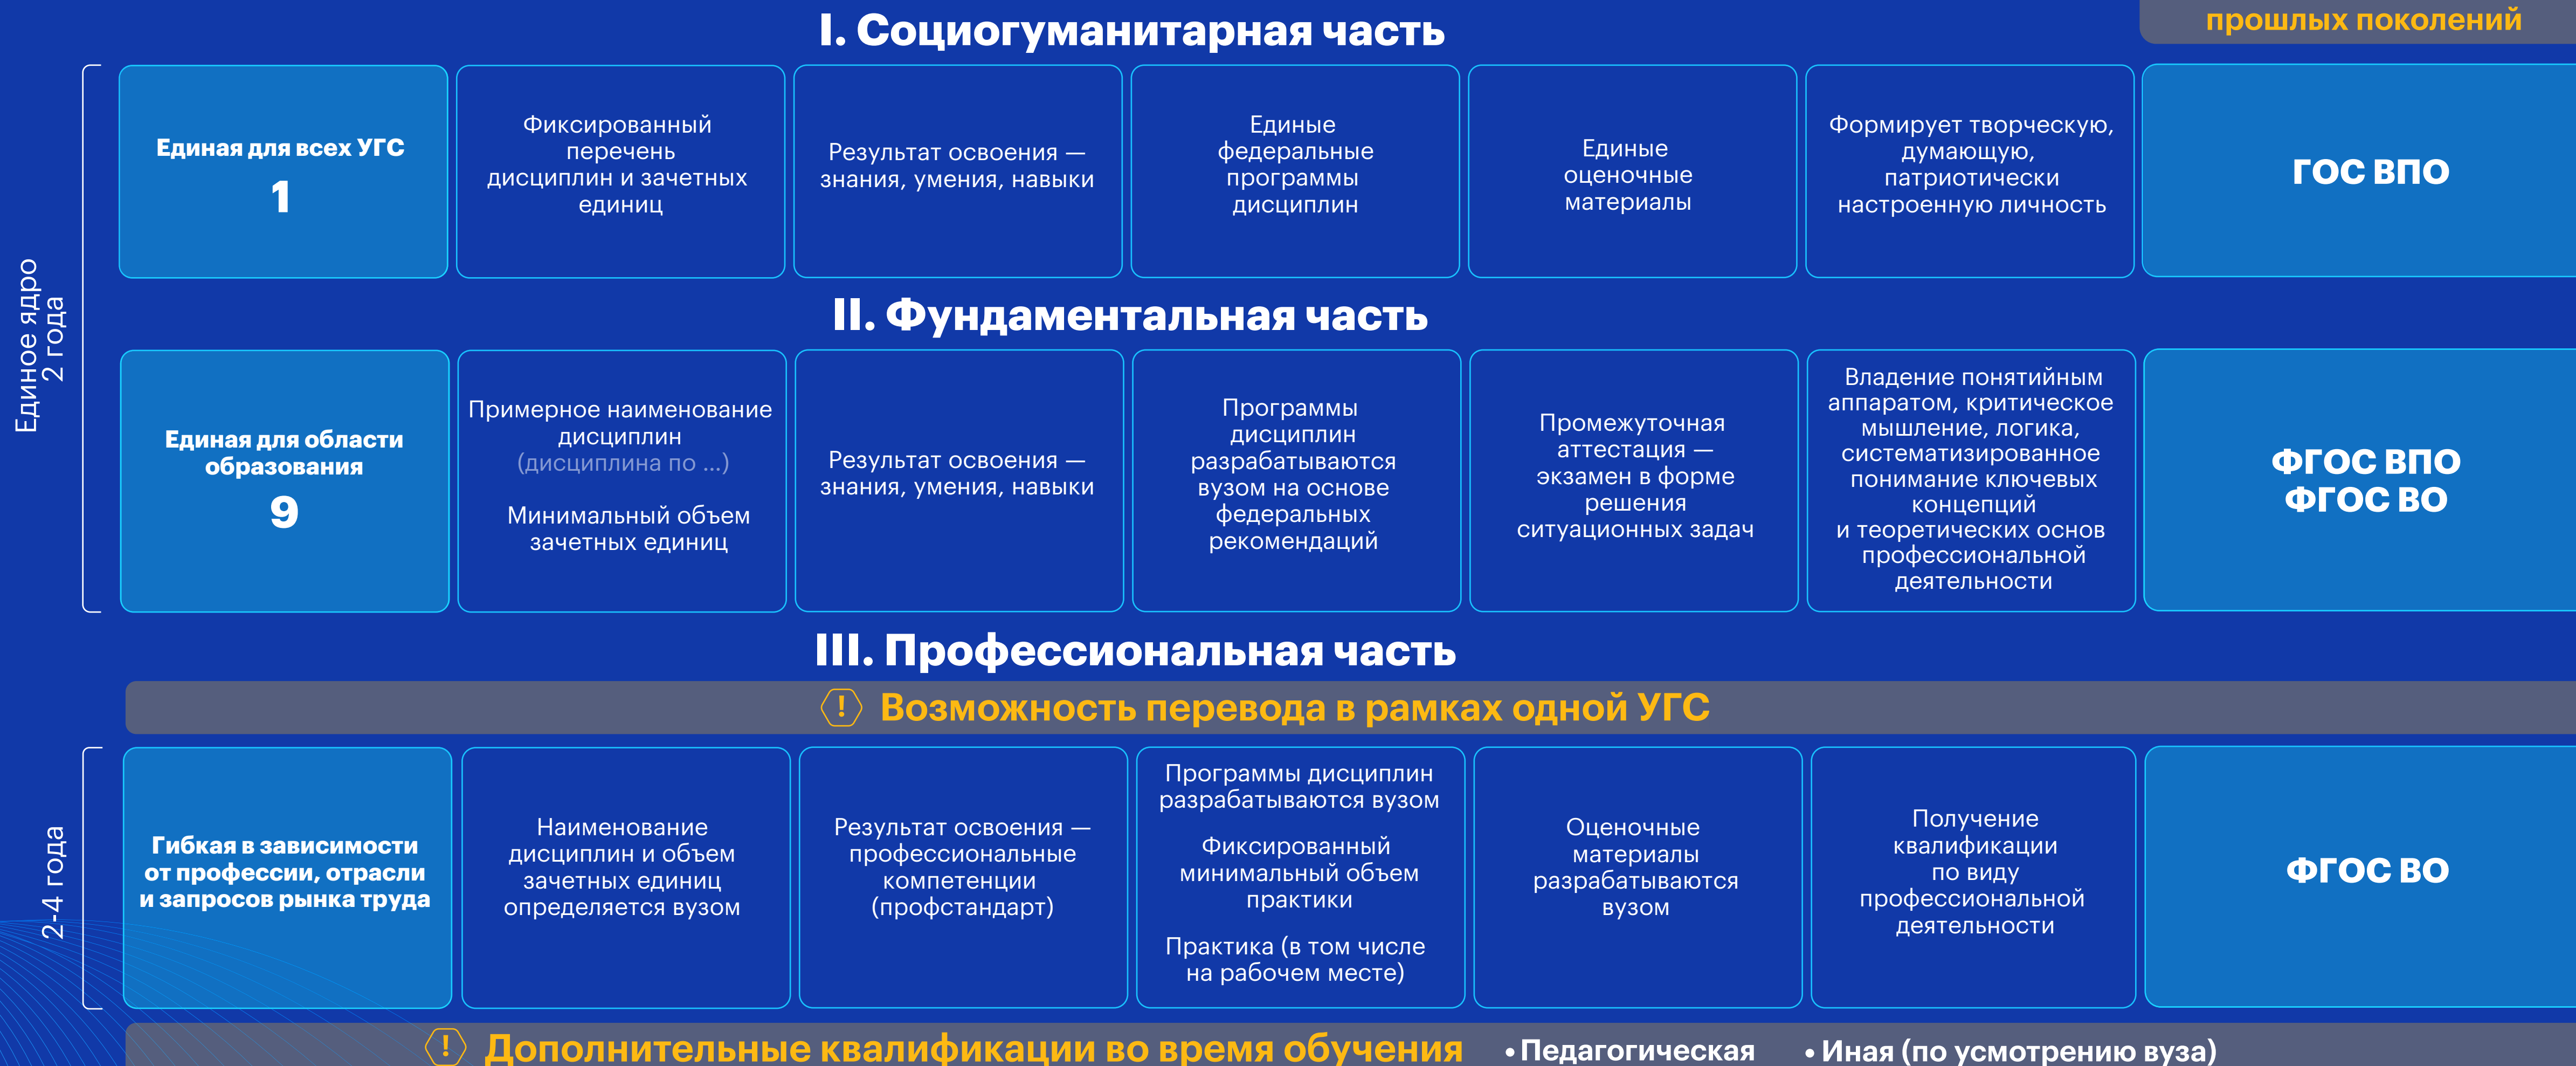 прошлых поколений
I. Социогуманитарная часть
Единое ядро
2 года
Единая для всех УГС
1
Фиксированный
перечень
дисциплин и зачетных
единиц
Результат освоения —
знания, умения, навыки
Единые
федеральные
программы
дисциплин
Единые
оценочные
материалы
Формирует творческую,
думающую,
патриотически
настроенную личность
ГОС ВПО
II. Фундаментальная часть
Единая для области
образования
9
Примерное наименование
дисциплин
(дисциплина по ...)
Минимальный объем
зачетных единиц
Результат освоения —
знания, умения, навыки
Программы
дисциплин
разрабатываются
вузом на основе
федеральных
рекомендаций
Промежуточная
аттестация —
экзамен в форме
решения
ситуационных задач
Владение понятийным
аппаратом, критическое
мышление, логика,
систематизированное
понимание ключевых
концепций
и теоретических основ
профессиональной
деятельности
ФГОС ВПО
ФГОС ВО
III. Профессиональная часть
! Возможность перевода в рамках одной УГС
2-4 года
Гибкая в зависимости
от профессии, отрасли
и запросов рынка труда
Наименование
дисциплин и объем
зачетных единиц
определяется вузом
Результат освоения —
профессиональные
компетенции
(профстандарт)
Программы дисциплин
разрабатываются вузом
Фиксированный
минимальный объем
практики
Практика (в том числе
на рабочем месте)
Оценочные
материалы
разрабатываются
вузом
Получение
квалификации
по виду
профессиональной
деятельности
ФГОС ВО
! Дополнительные квалификации во время обучения • Педагогическая • Иная (по усмотрению вуза)